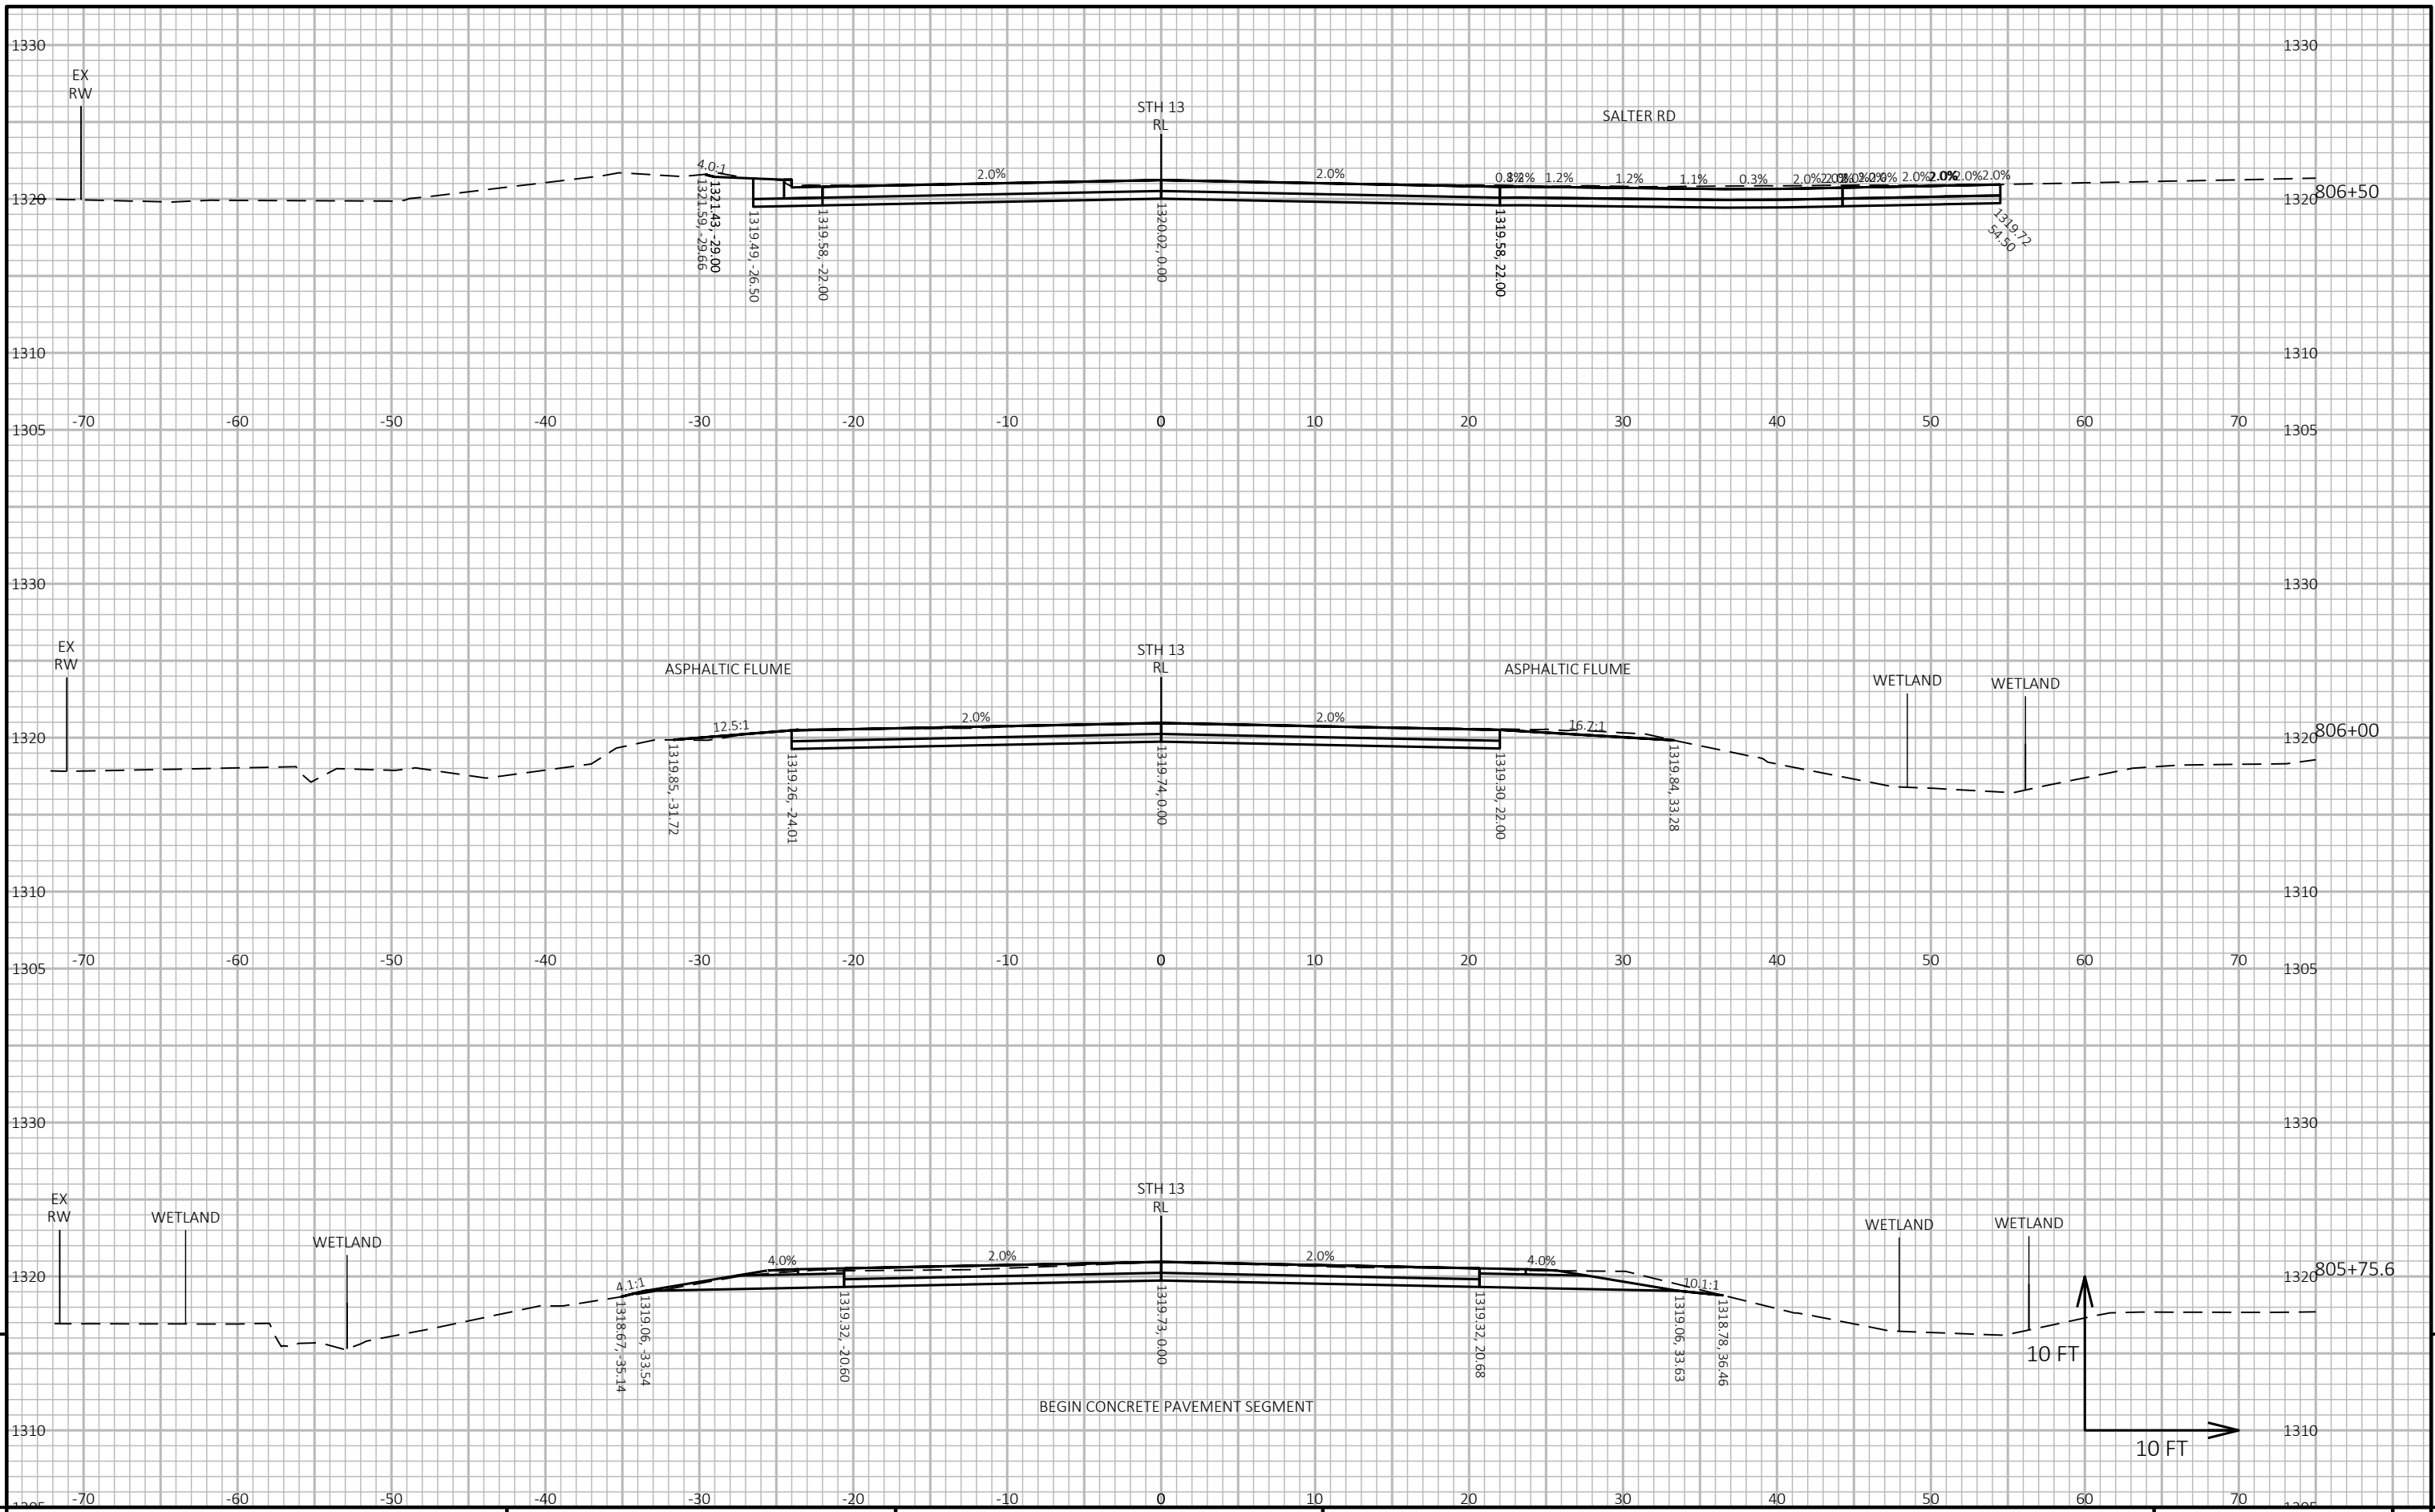 1330
1330
EX
RW
STH 13
RL
SALTER RD
4.0:1
2.0%
2.0%
1.2%
1.2%
1.1%
0.3%
2.0%
2.0%
2.0%
2.0%
2.0%
1320
1320
806+50
1321.59, -29.66
1321.43, -29.00
1319.49, -26.50
1319.58, -22.00
1320.02, 0.00
1319.58, 22.00
1319.72
54.50
1310
1310
-70 -60 -50 -40 -30 -20 -10 0 10 20 30 40 50 60 70
1305
1305
1330
1330
EX
RW
ASPHALTIC FLUME
STH 13
RL
ASPHALTIC FLUME
WETLAND
WETLAND
12.5:1
2.0%
2.0%
16.7:1
1320
1320
806+00
1319.85, -31.72
1319.26, -24.01
1319.74, 0.00
1319.30, 22.00
1319.84, 33.28
1310
1310
-70 -60 -50 -40 -30 -20 -10 0 10 20 30 40 50 60 70
1305
1305
1330
1330
EX
RW
WETLAND
WETLAND
STH 13
RL
WETLAND
WETLAND
4.1:1
4.0%
2.0%
2.0%
4.0%
10.1:1
1320
1320
805+75.6
1318.67, -35.14
1319.06, -33.54
1319.32, -20.60
1319.73, 0.00
1319.32, 20.68
1319.06, 33.63
1318.78, 36.46
10 FT
BEGIN CONCRETE PAVEMENT SEGMENT
1310
1310
10 FT
-70 -60 -50 -40 -30 -20 -10 0 10 20 30 40 50 60 70
1305
1305